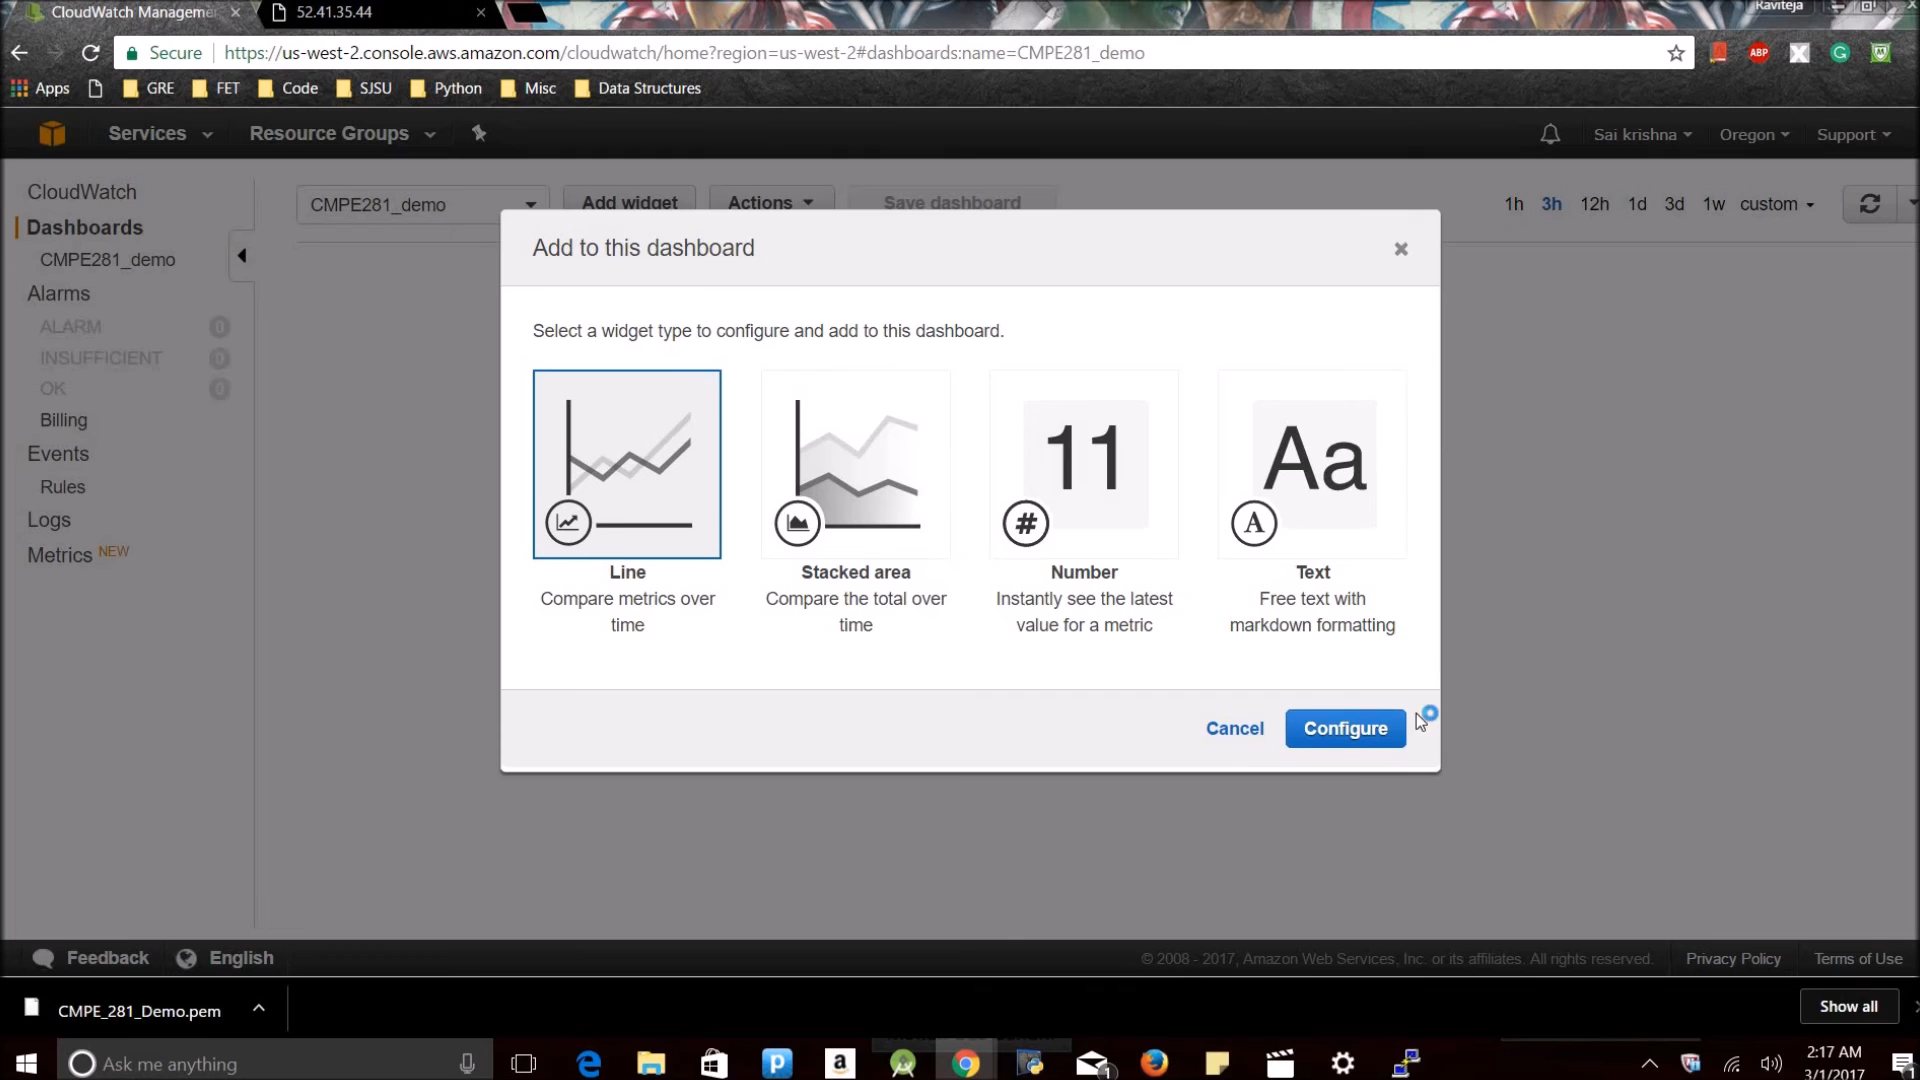 CloudWatch Manageme
52.41.35.44
Raviteja
Secure
https://us-west-2.console.aws.amazon.com/cloudwatch/home?region=us-west-2#dashboards:name=CMPE281_demo
ABP
Apps
GRE
FET
Code
SJSU
Python
Misc
Data Structures
Services
Resource Groups
Sai krishna
Oregon
Support
CloudWatch
Dashboards
CMPE281_demo
Alarms
ALARM 0
INSUFFICIENT 0
OK 0
Billing
Events
Rules
Logs
Metrics NEW
CMPE281_demo
Add widget
Actions
Save dashboard
1h 3h 12h 1d 3d 1w custom
Add to this dashboard
Select a widget type to configure and add to this dashboard.
Line
Compare metrics over
time
Stacked area
Compare the total over
time
11
#
Number
Instantly see the latest
value for a metric
Aa
A
Text
Free text with
markdown formatting
Cancel
Configure
Feedback
English
© 2008 - 2017, Amazon Web Services, Inc. or its affiliates. All rights reserved.
Privacy Policy
Terms of Use
CMPE_281_Demo.pem
Show all
Ask me anything
1
2:17 AM
3/1/2017